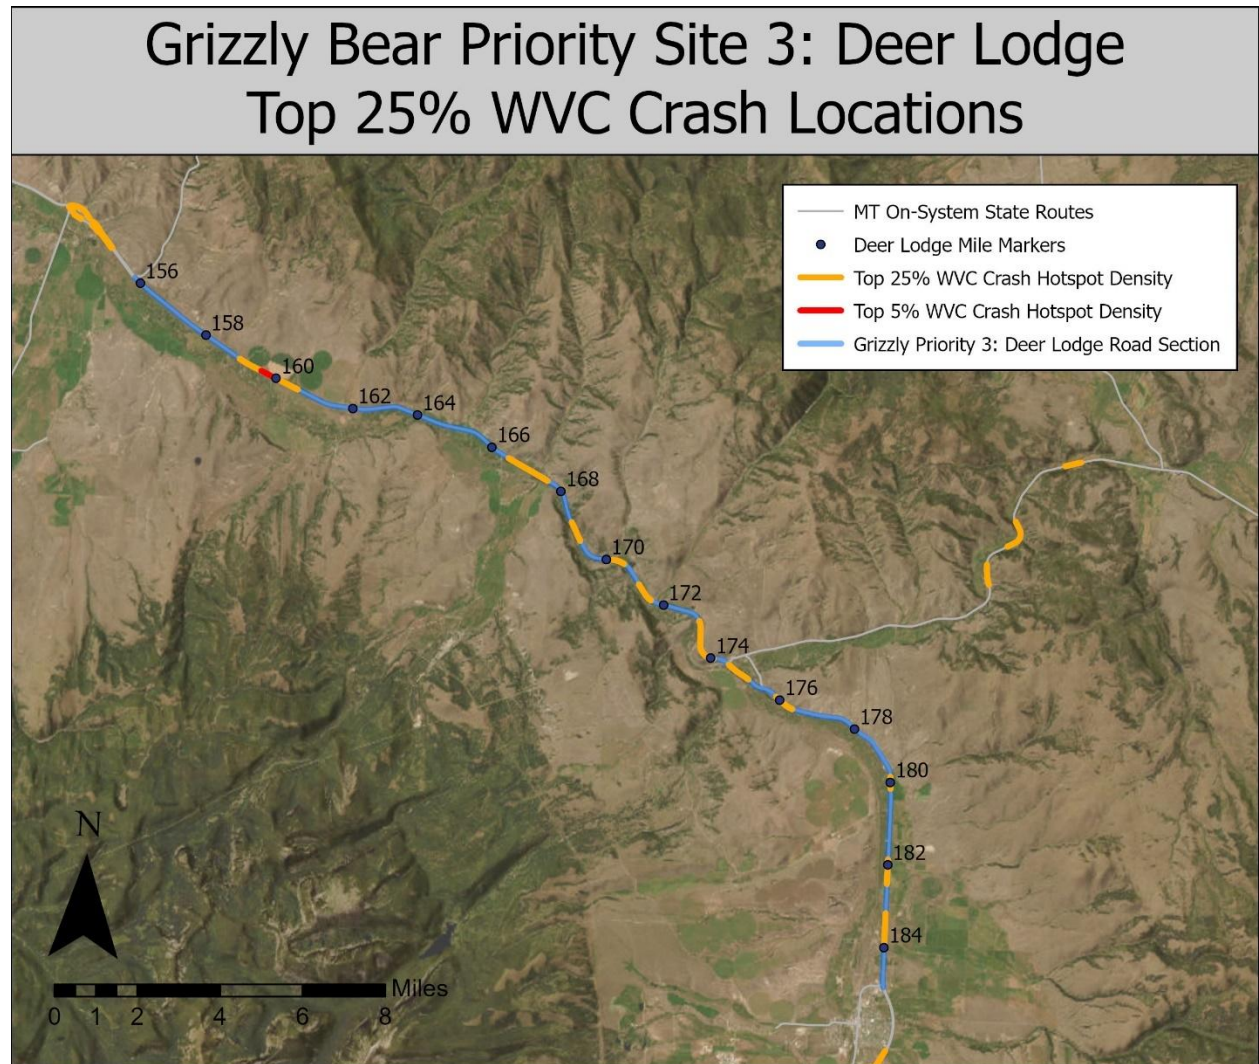 Grizzly Bear Priority Site 3: Deer Lodge
Top 25% WVC Crash Locations
MT On-System State Routes
Deer Lodge Mile Markers
Top 25% WVC Crash Hotspot Density
Top 5% WVC Crash Hotspot Density
Grizzly Priority 3: Deer Lodge Road Section
156
158
160
162
164
166
168
170
172
174
176
178
180
182
184
N
Miles
0 1 2 4 6 8